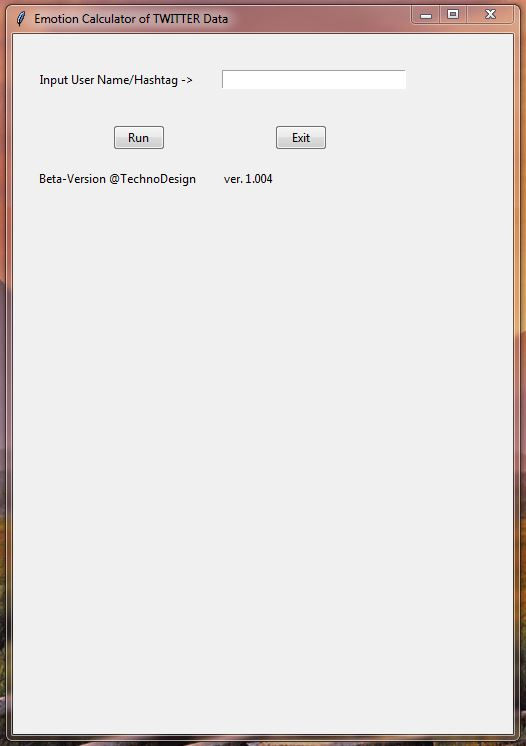 Emotion Calculator of TWITTER Data
Input User Name/Hashtag ->
Run Exit
Beta-Version @TechnoDesign ver. 1.004